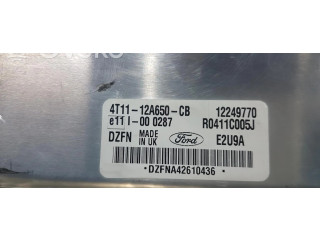 4T11-12A650-CB 12249770
e11 I-00 0287 R0411C005J
DZFN MADE IN UK Ford E2U9A
*DZFNA42610436*